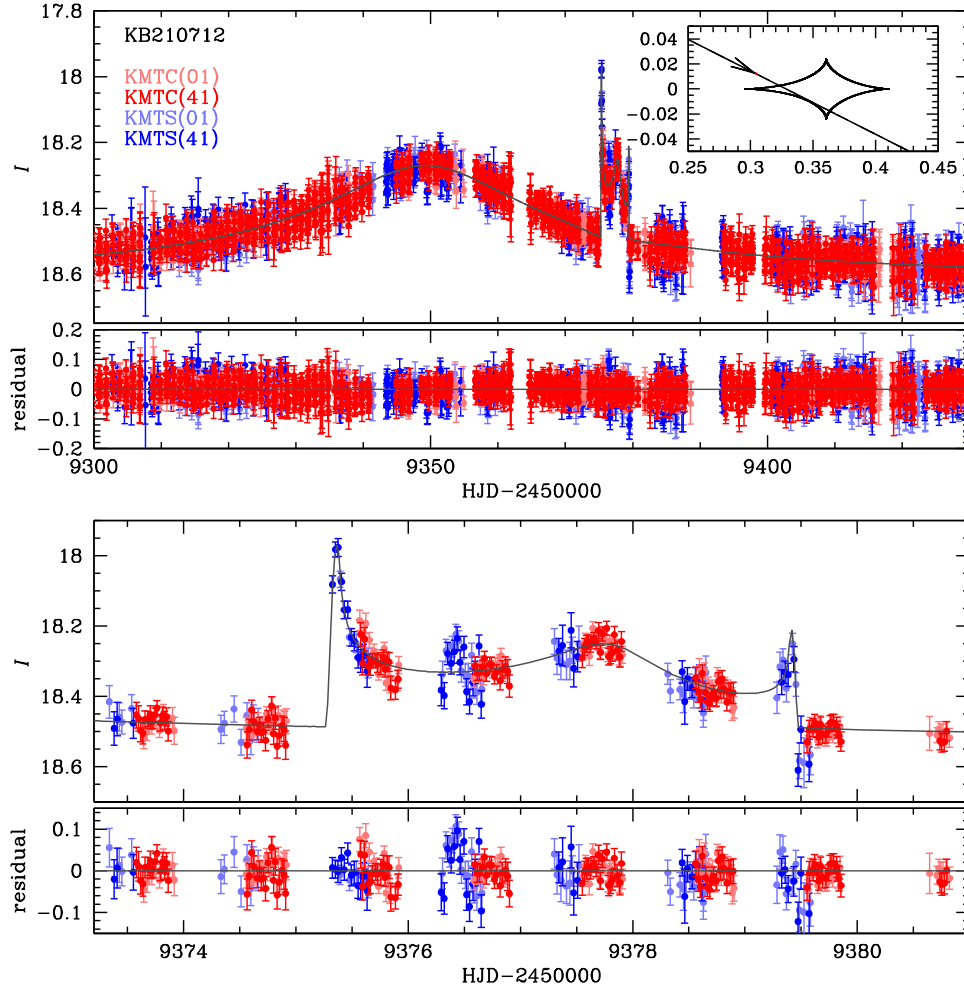 17.8
KB210712
KMTC(01)
KMTC(41)
KMTS(01)
KMTS(41)
18
18.2
18.4
18.6
I
0.04
0.02
0
−0.02
−0.04
0.25 0.3 0.35 0.4 0.45
0.2
0.1
0
−0.1
−0.2
residual
9300 9350 9400
HJD−2450000
18
18.2
18.4
18.6
I
0.1
0
−0.1
residual
9374 9376 9378 9380
HJD−2450000